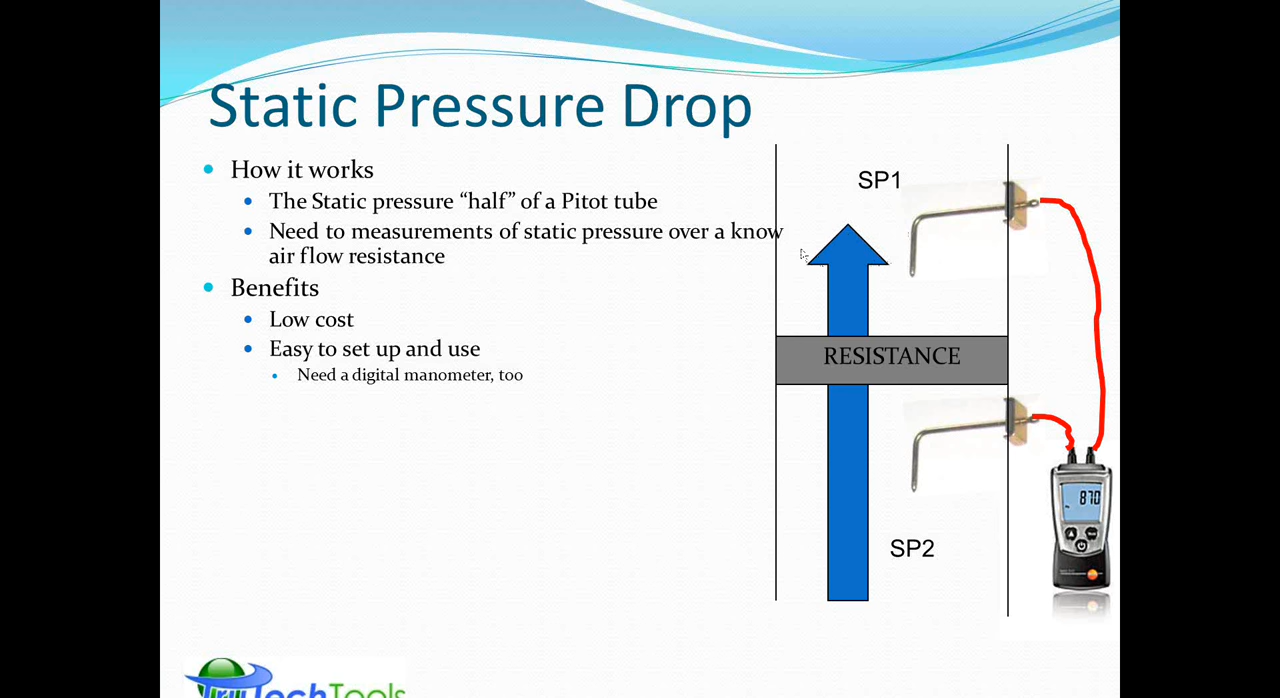 Static Pressure Drop
How it works
The Static pressure “half” of a Pitot tube
Need to measurements of static pressure over a know
air flow resistance
Benefits
Low cost
Easy to set up and use
Need a digital manometer, too
SP1
RESISTANCE
SP2
870
TruTechTools